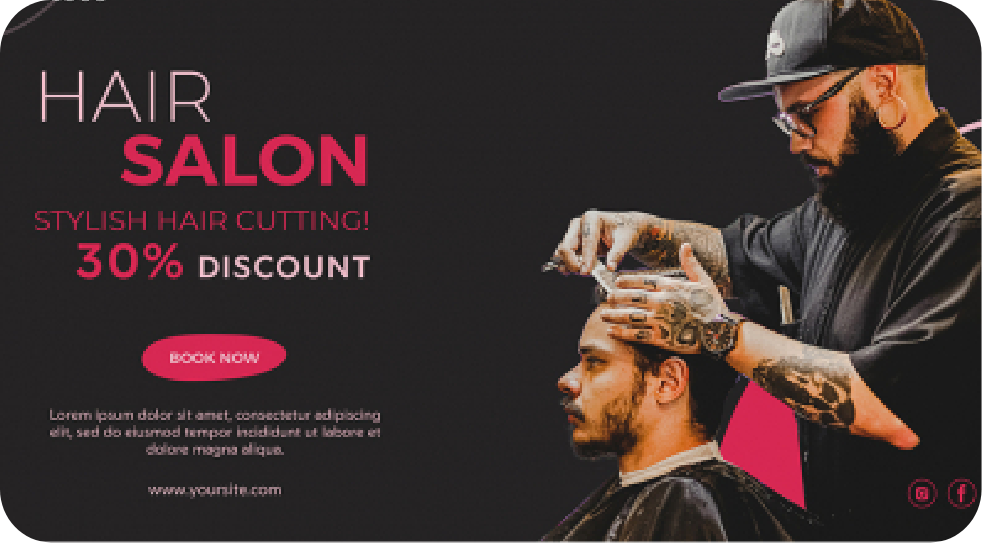 HAIR
SALON
STYLISH HAIR CUTTING!
30% DISCOUNT
BOOK NOW
Lorem ipsum dolor sit amet, consectetur adipiscing
elit, sed do eiusmod tempor incididunt ut labore et
dolore magna aliqua.
www.yoursite.com